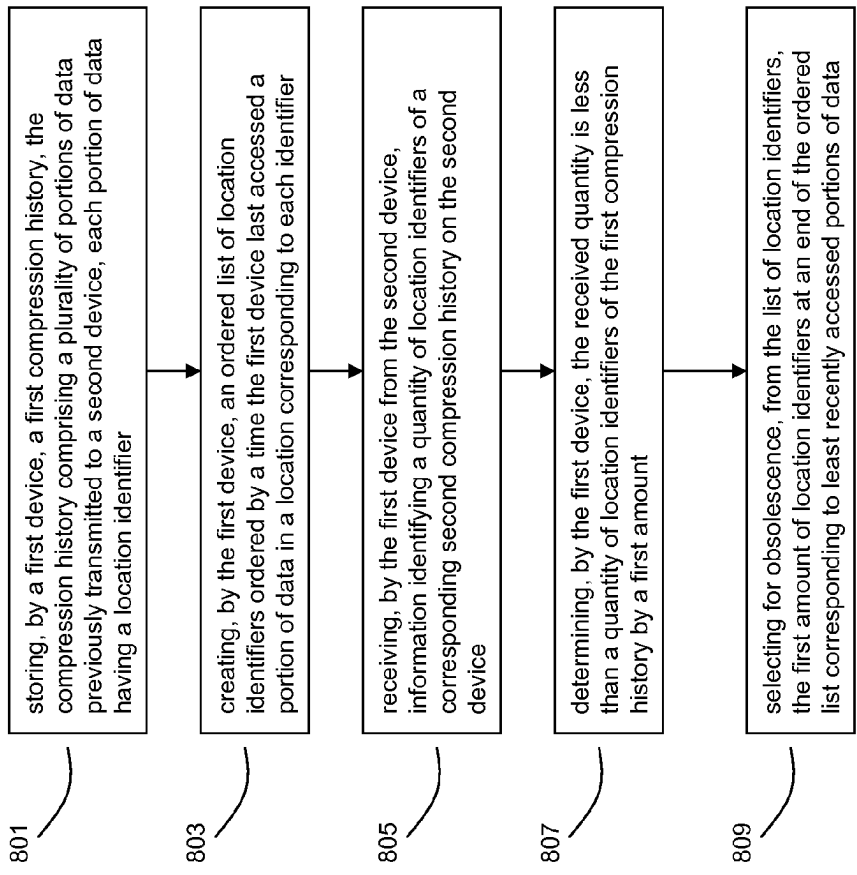 801
storing, by a first device, a first compression history, the
compression history comprising a plurality of portions of data
previously transmitted to a second device, each portion of data
having a location identifier
803
creating, by the first device, an ordered list of location
identifiers ordered by a time the first device last accessed a
portion of data in a location corresponding to each identifier
805
receiving, by the first device from the second device,
information identifying a quantity of location identifiers of a
corresponding second compression history on the second
device
807
determining, by the first device, the received quantity is less
than a quantity of location identifiers of the first compression
history by a first amount
809
selecting for obsolescence, from the list of location identifiers,
the first amount of location identifiers at an end of the ordered
list corresponding to least recently accessed portions of data